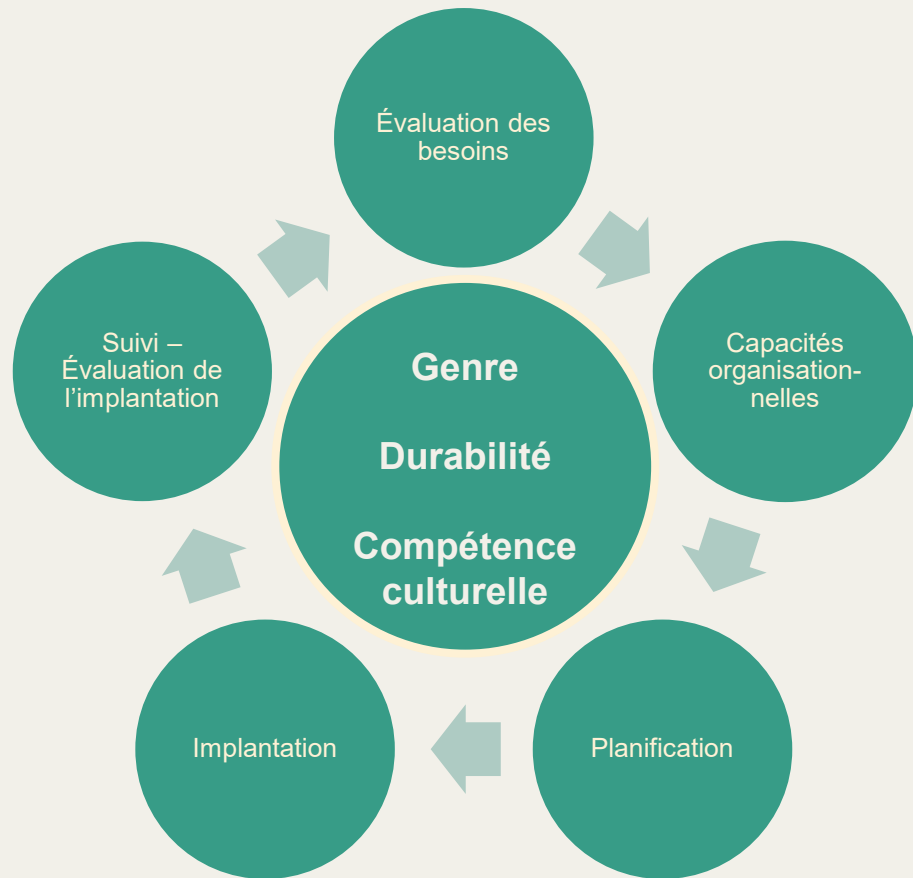 Évaluation des
besoins
Capacités
organisation-
nelles
Planification
Implantation
Suivi –
Évaluation de
l’implantation
Genre
Durabilité
Compétence
culturelle